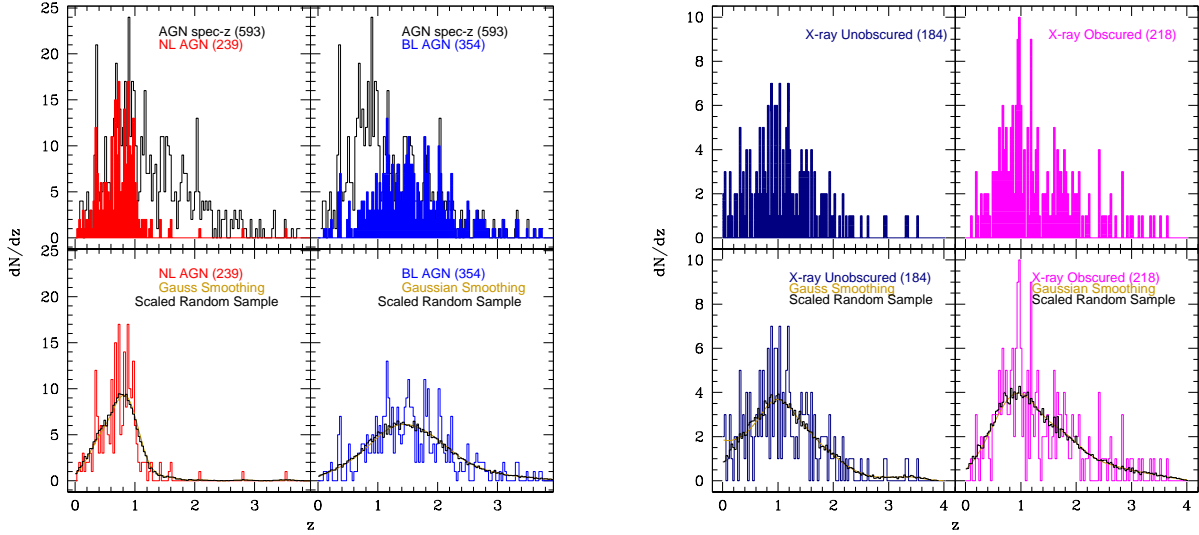 25
20
15
10
5
0
AGN spec-z (593)
NL AGN (239)
AGN spec-z (593)
BL AGN (354)
25
20
15
10
5
0
NL AGN (239)
Gauss Smoothing
Scaled Random Sample
BL AGN (354)
Gaussian Smoothing
Scaled Random Sample
dN/dz
0 1 2 3 0 1 2 3
z
10
8
6
4
2
0
X-ray Unobscured (184)
X-ray Obscured (218)
10
8
6
4
2
0
X-ray Unobscured (184)
Gauss Smoothing
Scaled Random Sample
X-ray Obscured (218)
Gaussian Smoothing
Scaled Random Sample
dN/dz
0 1 2 3 4 0 1 2 3 4
z